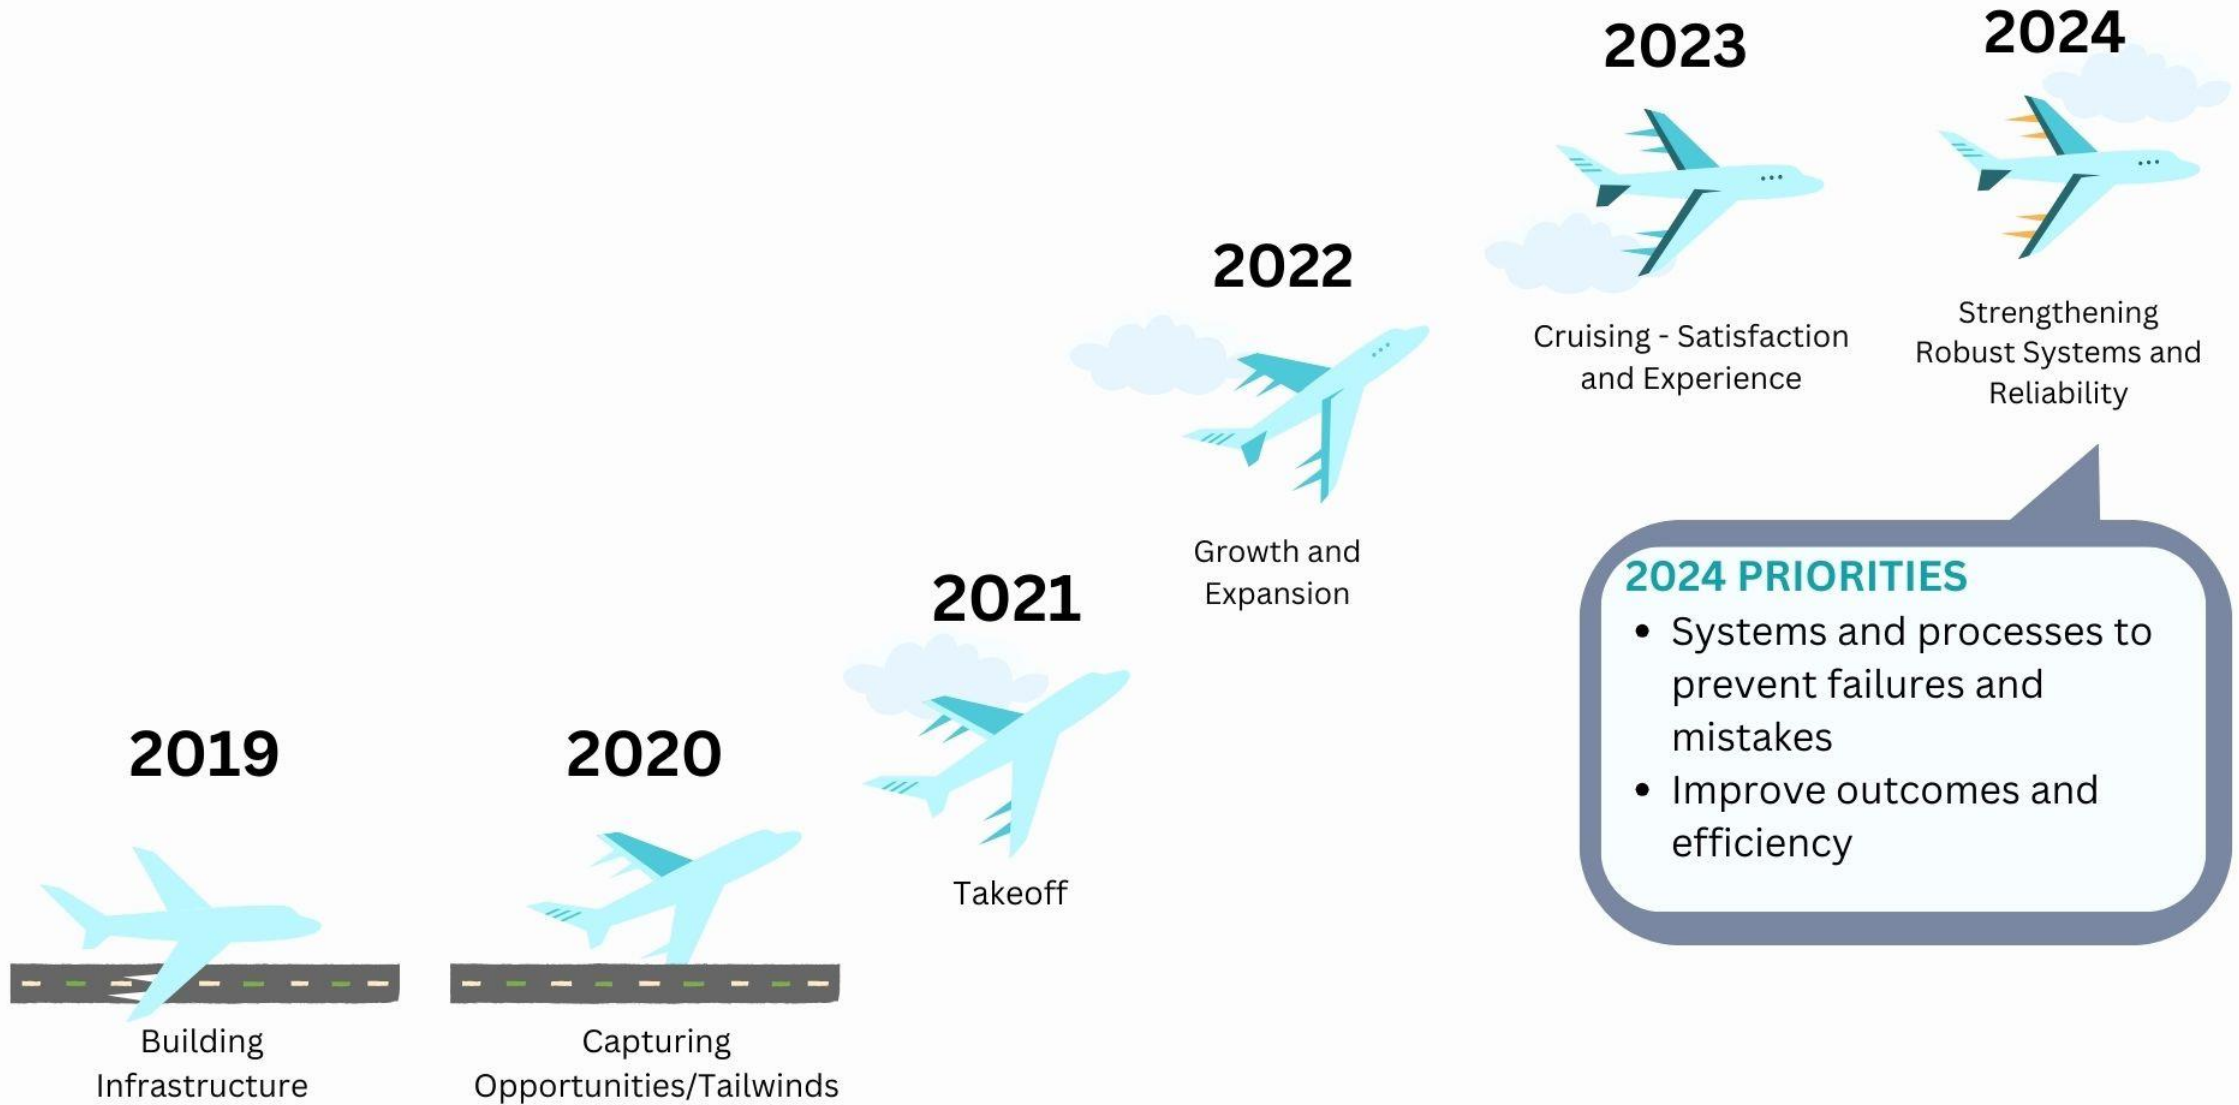 2019
Building
Infrastructure
2020
Capturing
Opportunities/Tailwinds
2021
Takeoff
2022
Growth and
Expansion
2023
Cruising - Satisfaction
and Experience
2024
Strengthening
Robust Systems and
Reliability
2024 PRIORITIES
• Systems and processes to
prevent failures and
mistakes
• Improve outcomes and
efficiency